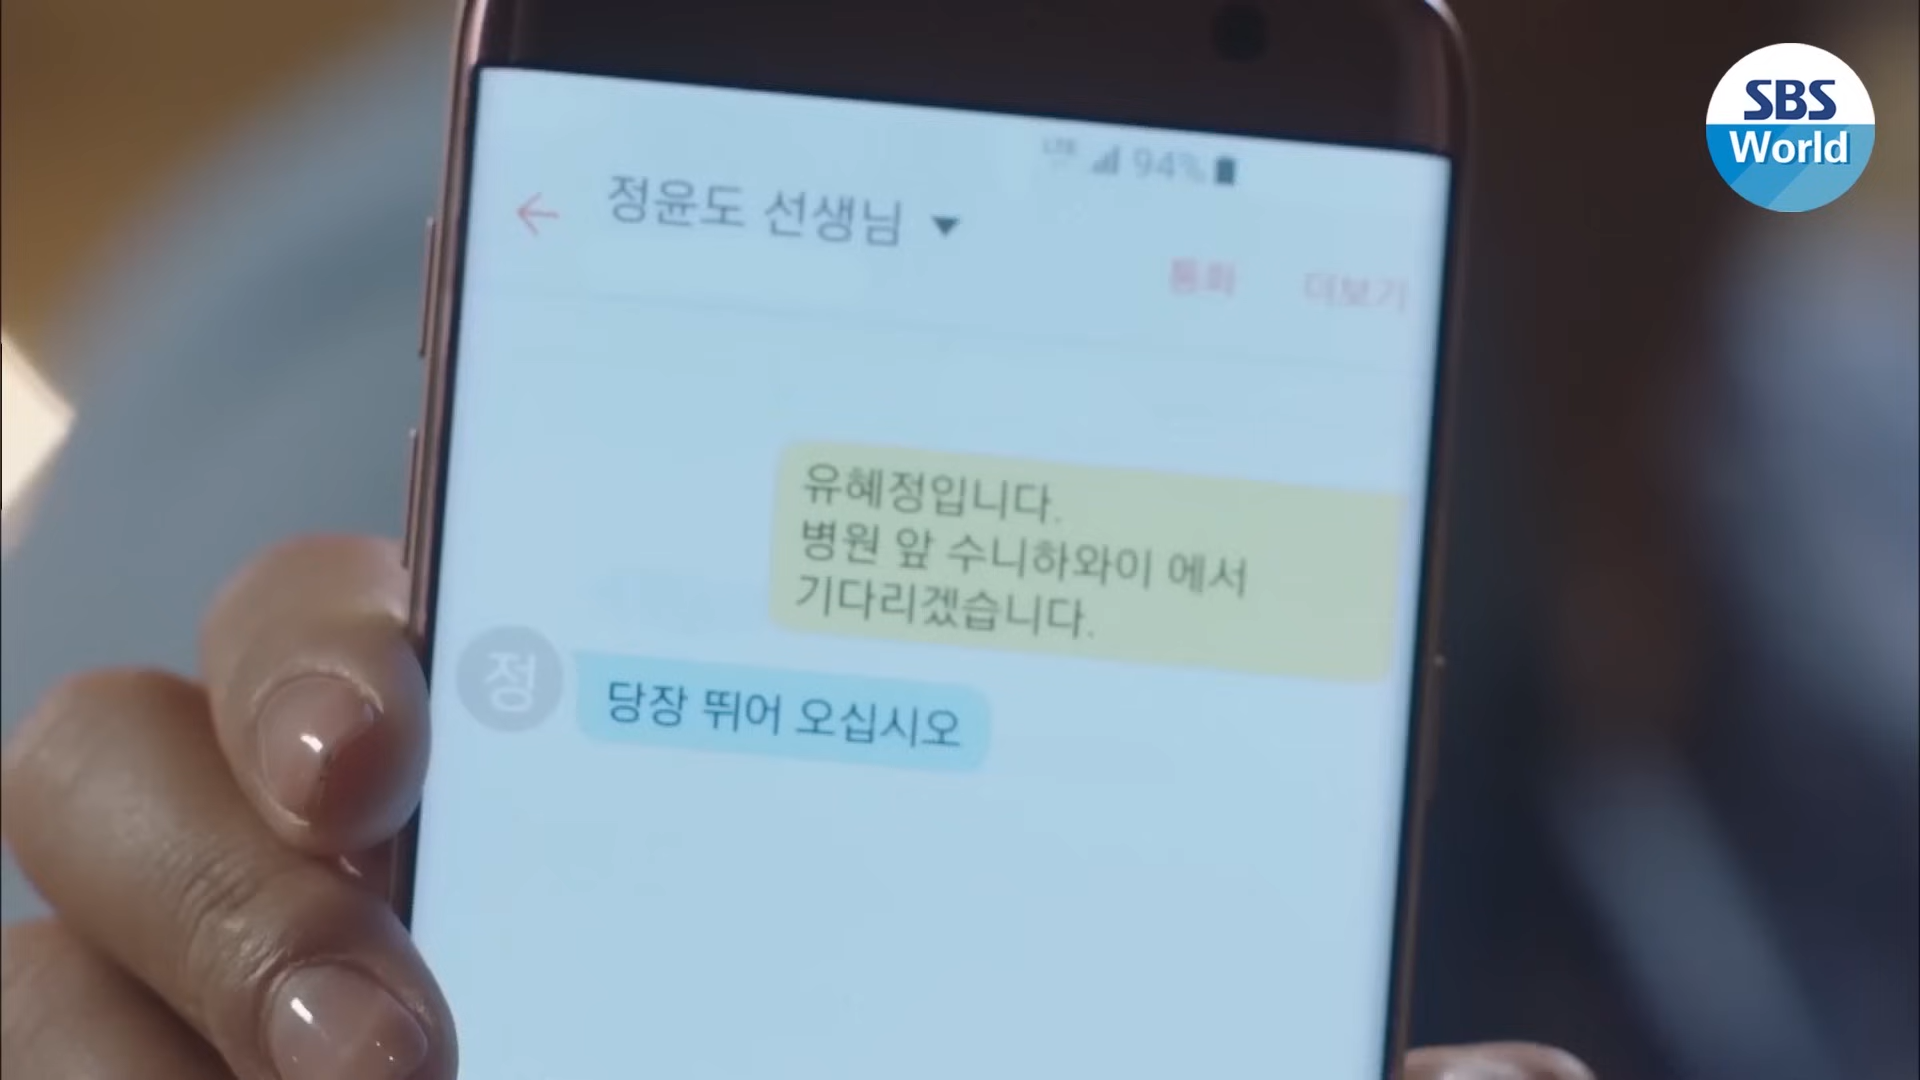 SBS
World
LTE 94%
정윤도 선생님
통화 더보기
유혜정입니다.
병원 앞 수니하와이 에서
기다리겠습니다.
정
당장 뛰어 오십시오